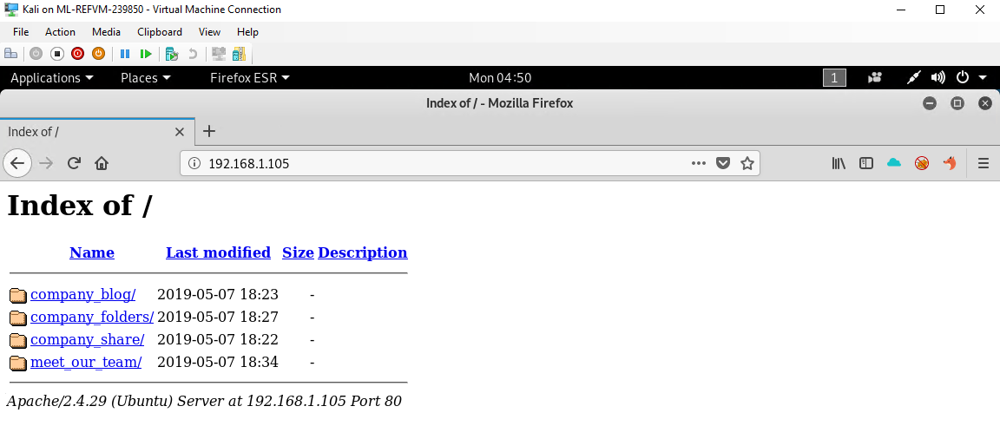 Kali on ML-REFVM-239850 - Virtual Machine Connection
File Action Media Clipboard View Help
Applications Places Firefox ESR Mon 04:50 1
Index of / - Mozilla Firefox
Index of /
192.168.1.105
Index of /
Name Last modified Size Description
company_blog/ 2019-05-07 18:23 -
company_folders/ 2019-05-07 18:27 -
company_share/ 2019-05-07 18:22 -
meet_our_team/ 2019-05-07 18:34 -
Apache/2.4.29 (Ubuntu) Server at 192.168.1.105 Port 80